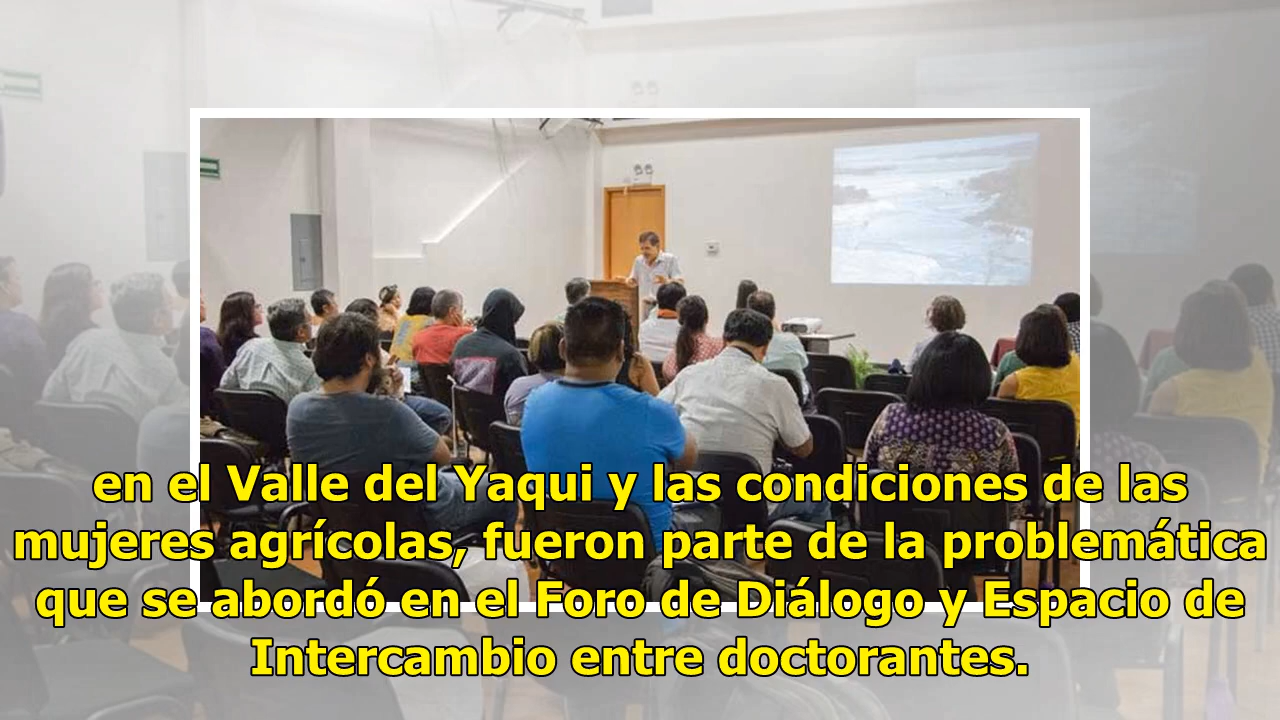 en el Valle del Yaqui y las condiciones de las
mujeres agrícolas, fueron parte de la problemática
que se abordó en el Foro de Diálogo y Espacio de
Intercambio entre doctorantes.